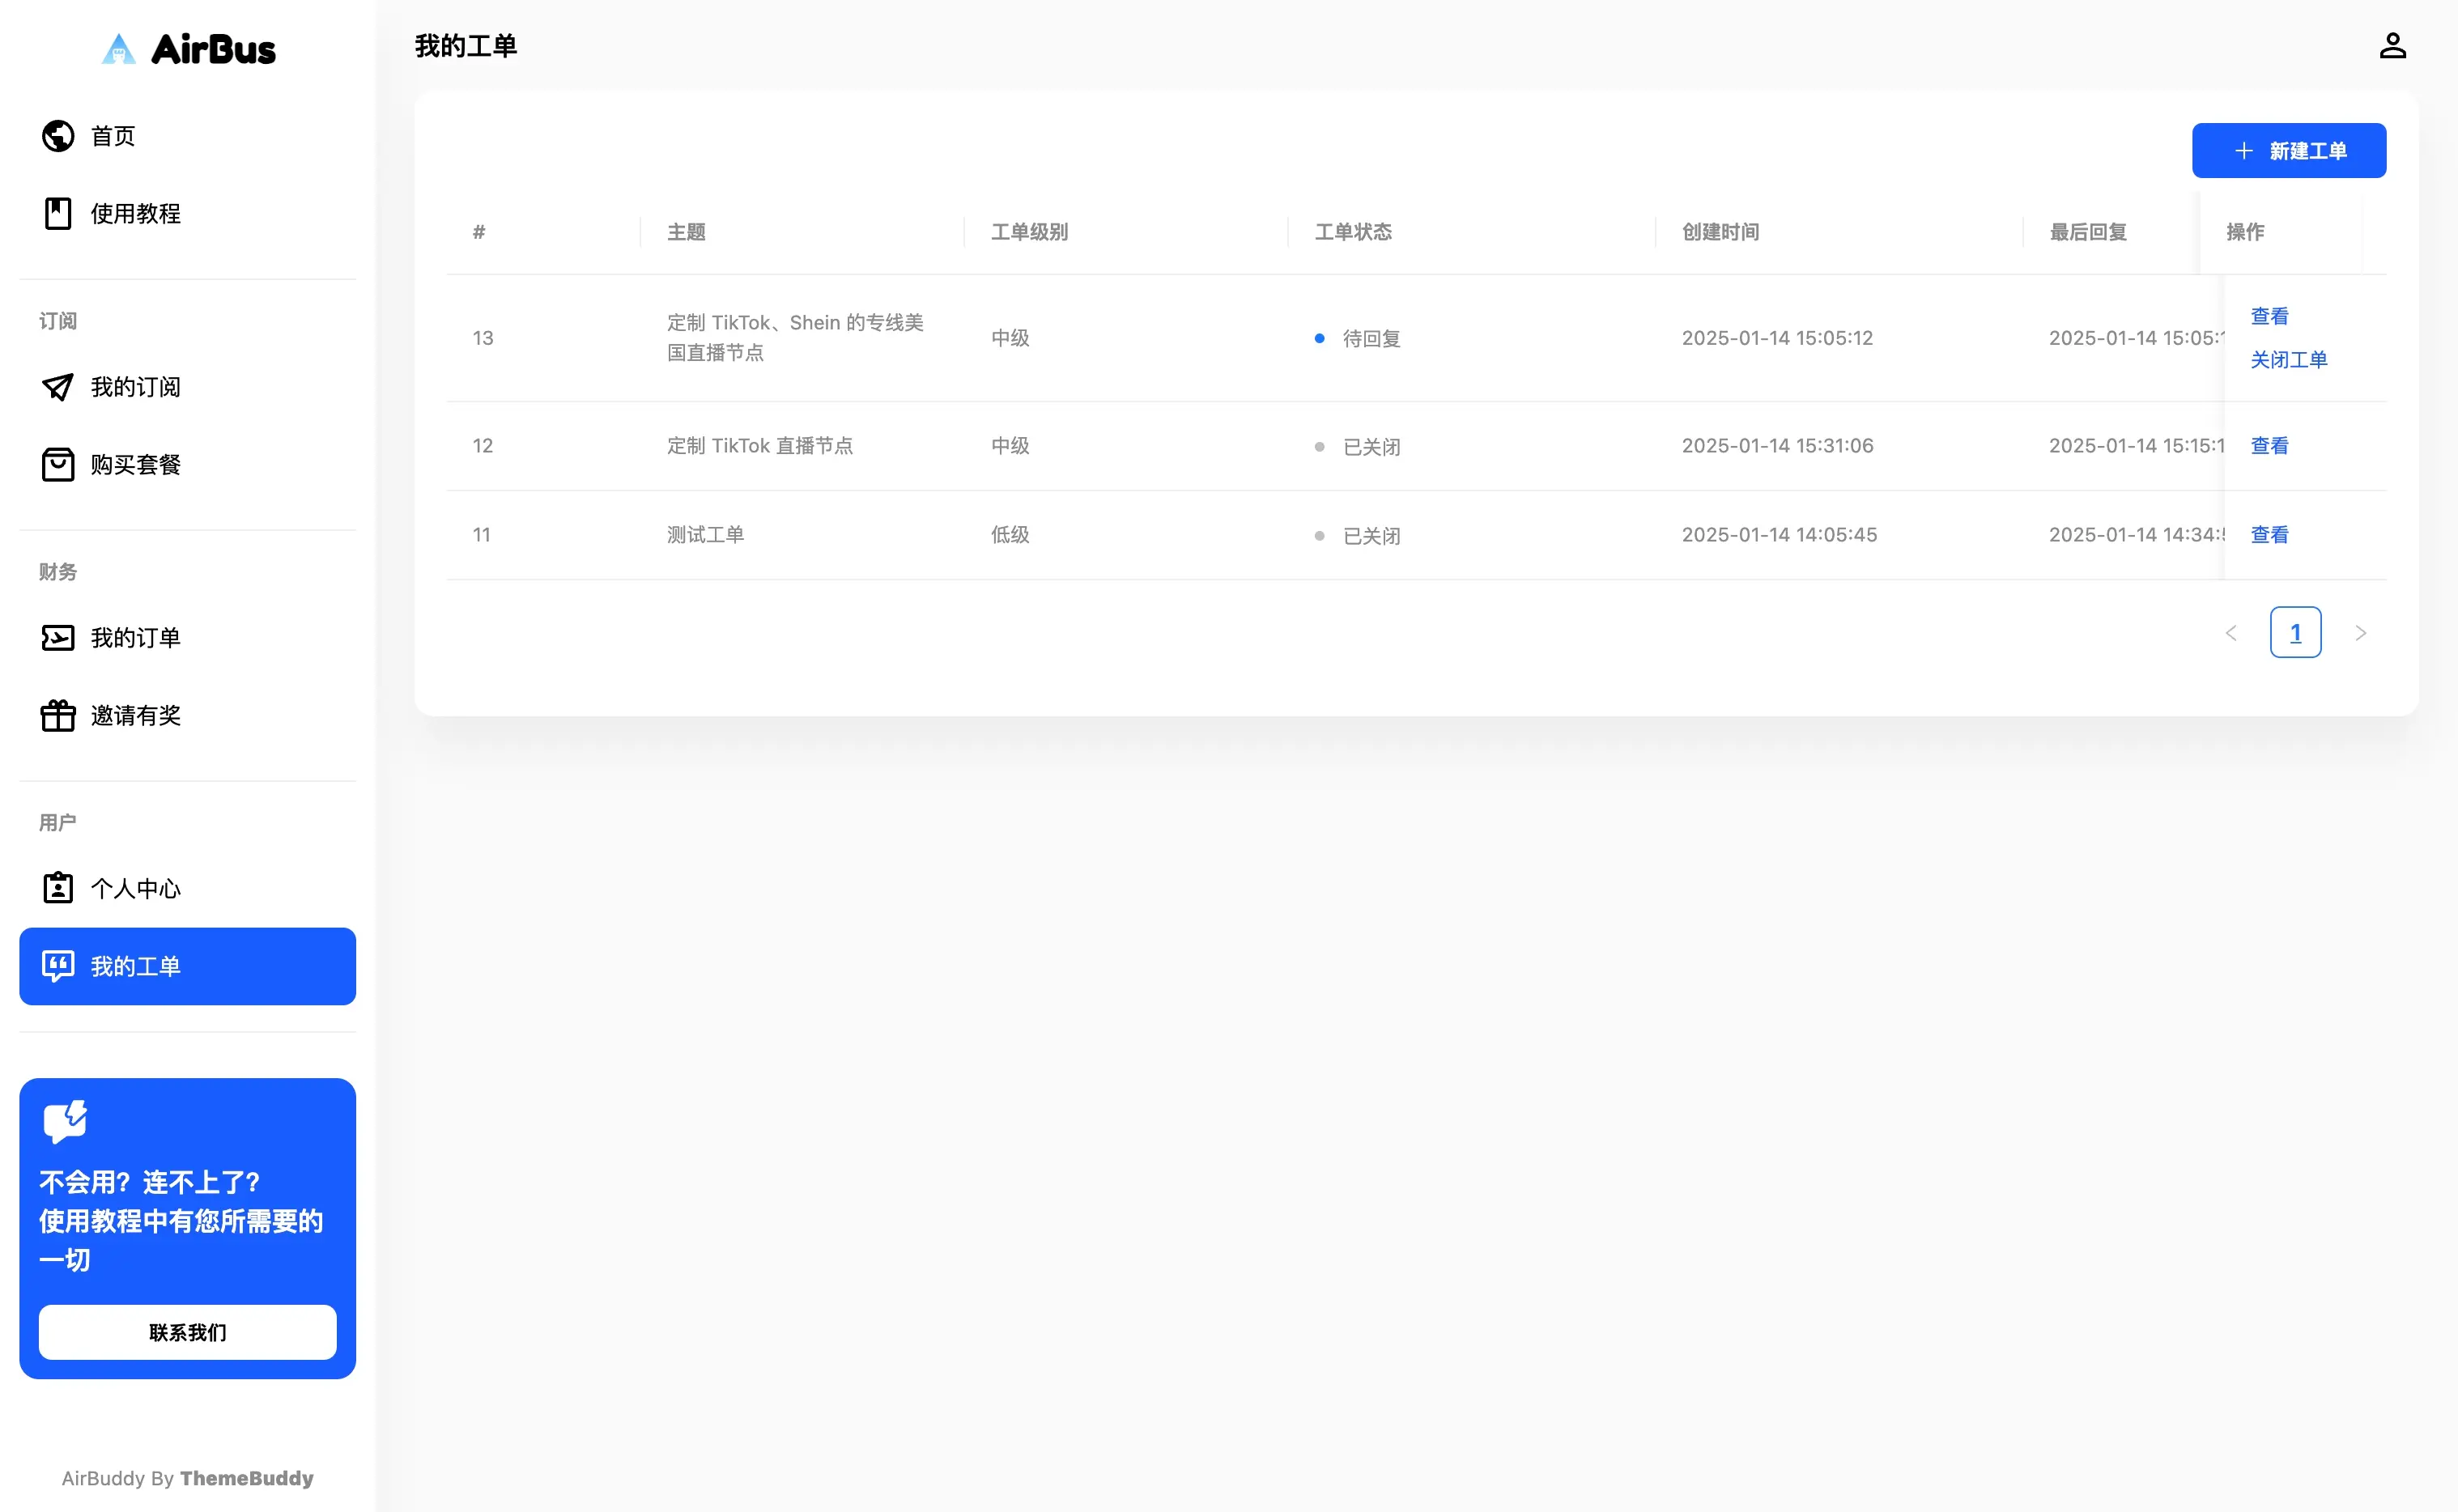 AirBus
首页
使用教程
订阅
我的订阅
购买套餐
财务
我的订单
邀请有奖
用户
个人中心
我的工单
不会用？连不上了？
使用教程中有您所需要的
一切
联系我们
AirBuddy By ThemeBuddy
我的工单
新建工单
# 主题 工单级别 工单状态 创建时间 最后回复 操作
13 定制 TikTok、Shein 的专线美
国直播节点 中级 待回复 2025-01-14 15:05:12 2025-01-14 15:05:1 查看
关闭工单
12 定制 TikTok 直播节点 中级 已关闭 2025-01-14 15:31:06 2025-01-14 15:15:1 查看
11 测试工单 低级 已关闭 2025-01-14 14:05:45 2025-01-14 14:34: 查看
1